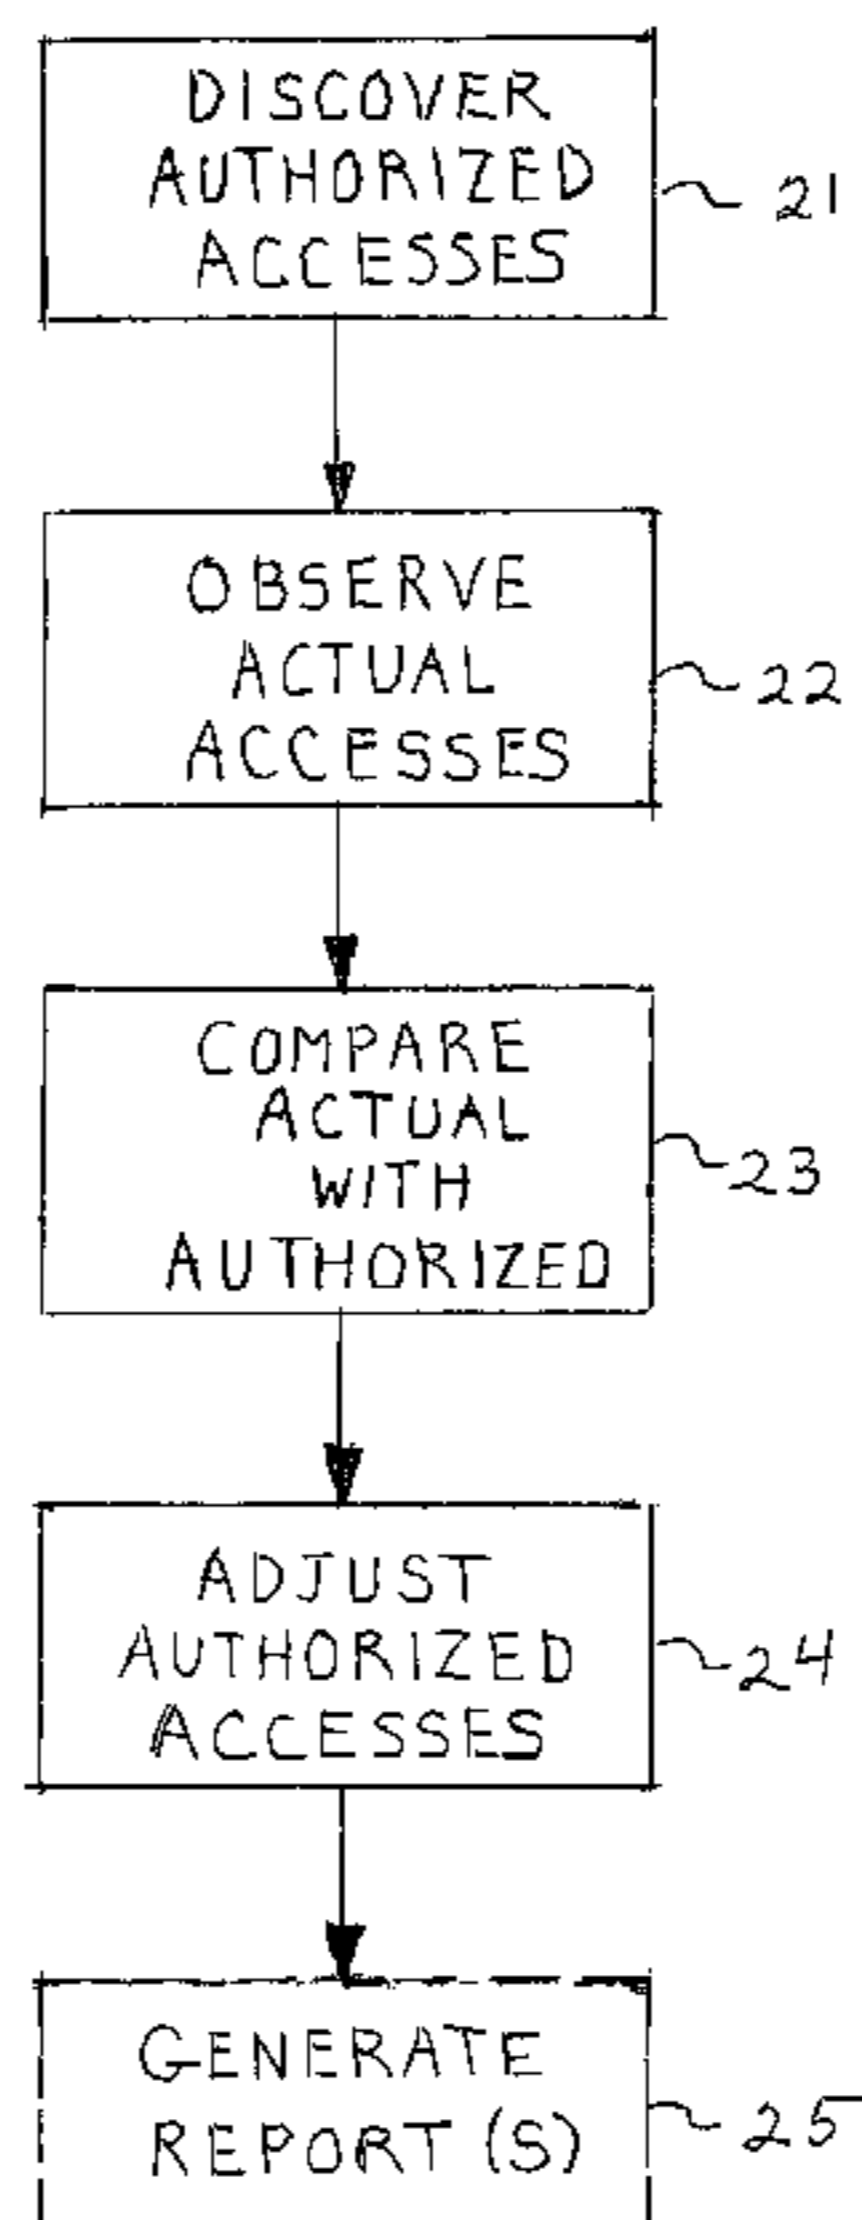 DISCOVER
AUTHORIZED
ACCESSES
21
OBSERVE
ACTUAL
ACCESSES
22
COMPARE
ACTUAL
WITH
AUTHORIZED
23
ADJUST
AUTHORIZED
ACCESSES
24
GENERATE
REPORT(S)
25